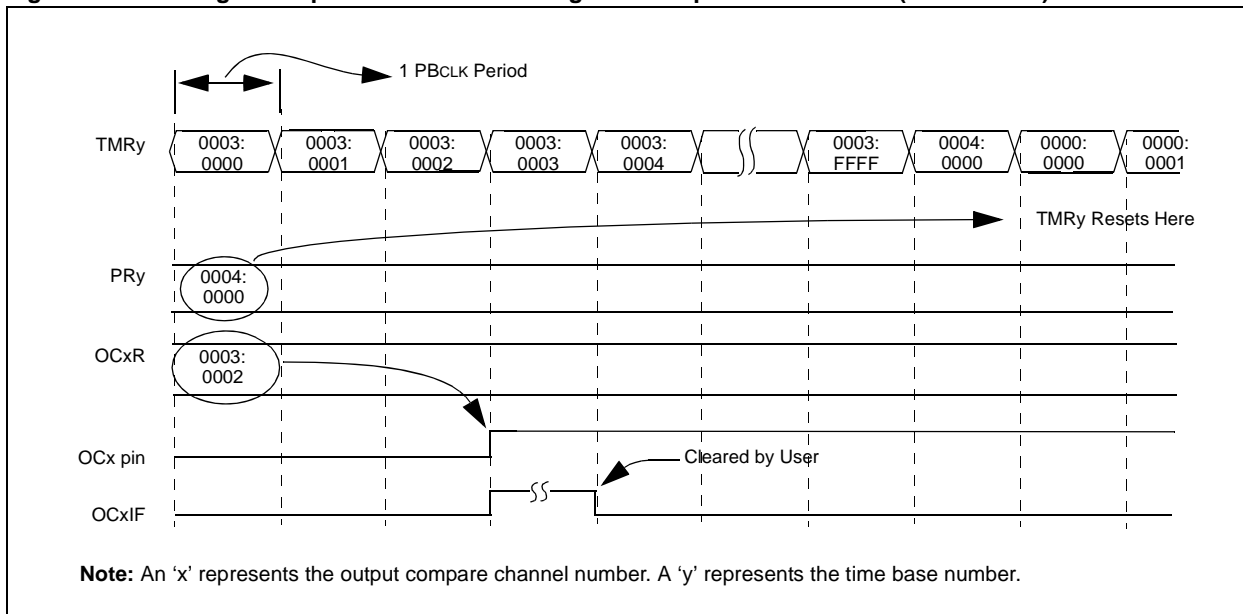 1 PBCLK Period
TMRy
0003:
0000
0003:
0001
0003:
0002
0003:
0003
0003:
0004
0003:
FFFF
0004:
0000
0000:
0000
0000:
0001
TMRy Resets Here
PRy
0004:
0000
OCxR
0003:
0002
OCx pin
Cleared by User
OCxIF
Note: An ‘x’ represents the output compare channel number. A ‘y’ represents the time base number.